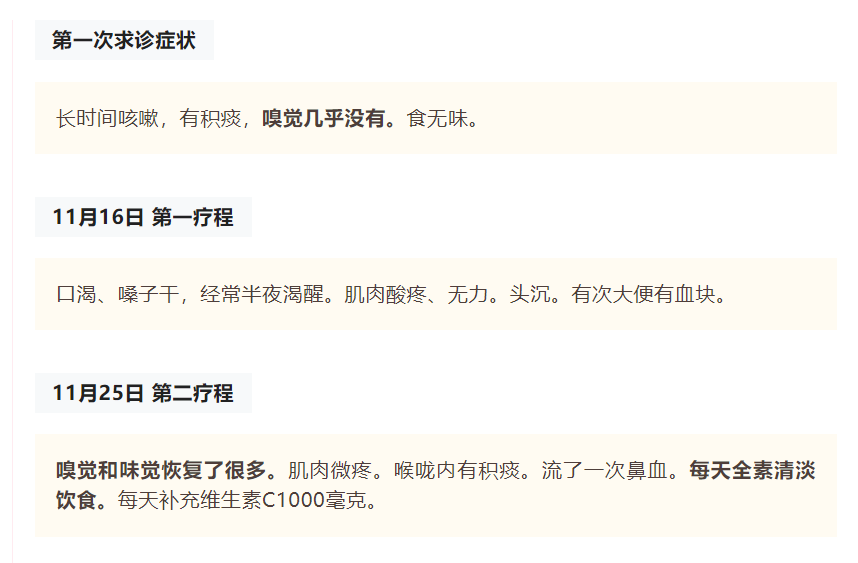 第一次求诊症状
长时间咳嗽，有积痰，嗅觉几乎没有。食无味。
11月16日 第一疗程
口渴、嗓子干，经常半夜渴醒。肌肉酸疼、无力。头沉。有次大便有血块。
11月25日 第二疗程
嗅觉和味觉恢复了很多。肌肉微疼。喉咙内有积痰。流了一次鼻血。每天全素清淡
饮食。每天补充维生素C1000毫克。